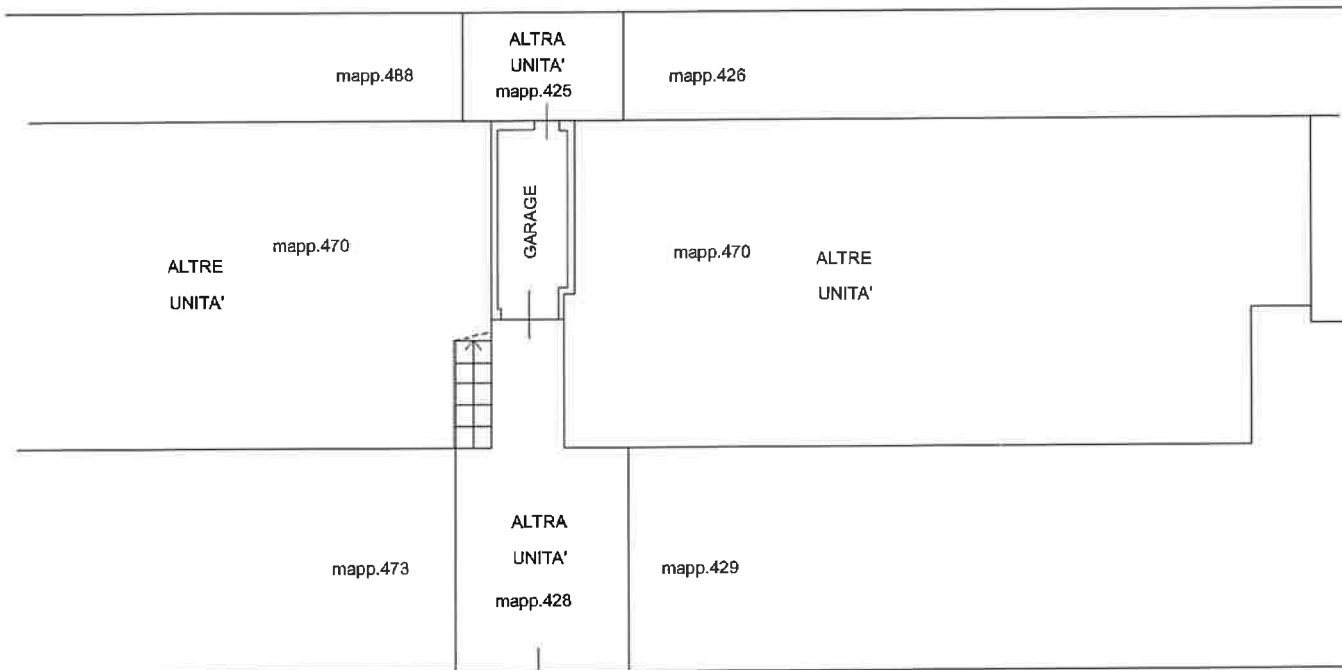 ALTRA
UNITA'
mapp.425
mapp.488
mapp.426
GARAGE
mapp.470
ALTRE
UNITA'
mapp.470
ALTRE
UNITA'
ALTRA
UNITA'
mapp.428
mapp.473
mapp.429